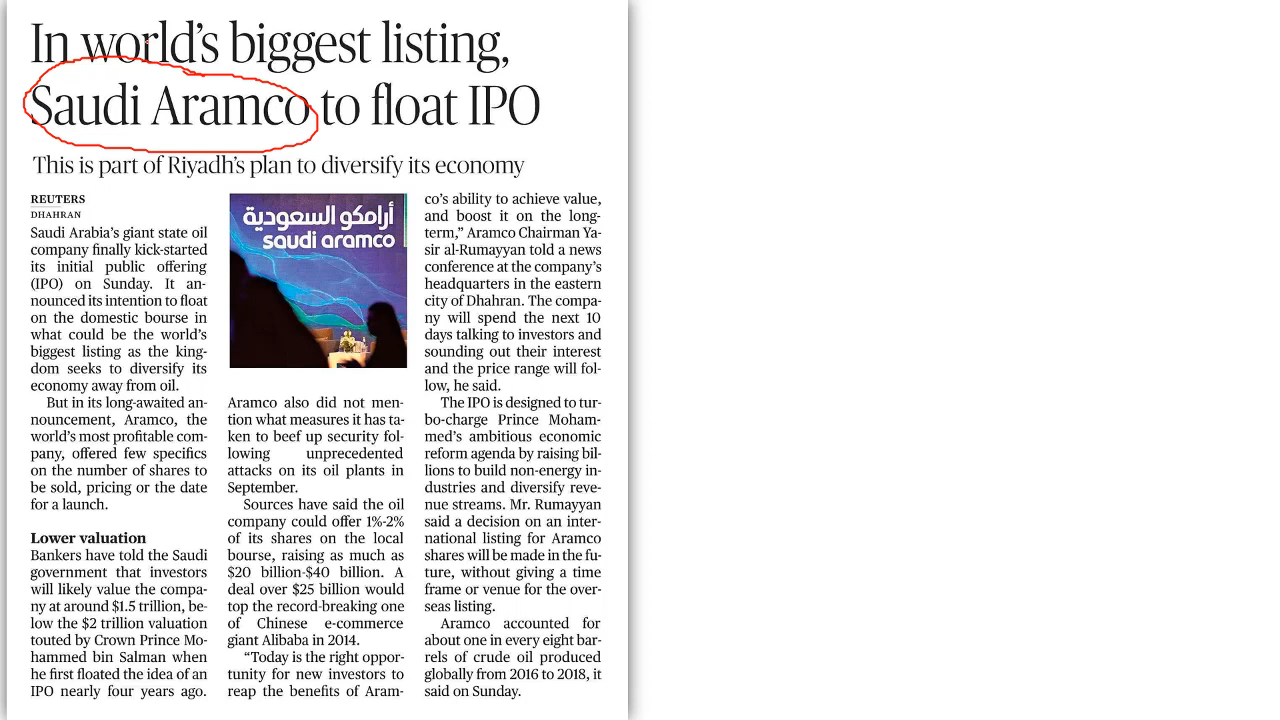 In world's biggest listing,
Saudi Aramco to float IPO
This is part of Riyadh's plan to diversify its economy
REUTERS
DHAHRAN
Saudi Arabia's giant state oil
company finally kick-started
its initial public offering
(IPO) on Sunday. It an-
nounced its intention to float
on the domestic bourse in
what could be the world's
biggest listing as the king-
dom seeks to diversify its
economy away from oil.
But in its long-awaited an-
nouncement, Aramco, the
world's most profitable com-
pany, offered few specifics
on the number of shares to
be sold, pricing or the date
for a launch.
Lower valuation
Bankers have told the Saudi
government that investors
will likely value the compa-
ny at around $1.5 trillion, be-
low the $2 trillion valuation
touted by Crown Prince Mo-
hammed bin Salman when
he first floated the idea of an
IPO nearly four years ago.
أرامكو السعودية
saudi aramco
Aramco also did not men-
tion what measures it has ta-
ken to beef up security fol-
lowing unprecedented
attacks on its oil plants in
September.
Sources have said the oil
company could offer 1%-2%
of its shares on the local
bourse, raising as much as
$20 billion-$40 billion. A
deal over $25 billion would
top the record-breaking one
of Chinese e-commerce
giant Alibaba in 2014.
"Today is the right oppor-
tunity for new investors to
reap the benefits of Aram-
co's ability to achieve value,
and boost it on the long-
term," Aramco Chairman Ya-
sir al-Rumayyan told a news
conference at the company's
headquarters in the eastern
city of Dhahran. The compa-
ny will spend the next 10
days talking to investors and
sounding out their interest
and the price range will fol-
low, he said.
The IPO is designed to tur-
bo-charge Prince Moham-
med's ambitious economic
reform agenda by raising bil-
lions to build non-energy in-
dustries and diversify reve-
nue streams. Mr. Rumayyan
said a decision on an inter-
national listing for Aramco
shares will be made in the fu-
ture, without giving a time
frame or venue for the over-
seas listing.
Aramco accounted for
about one in every eight bar-
rels of crude oil produced
globally from 2016 to 2018, it
said on Sunday.